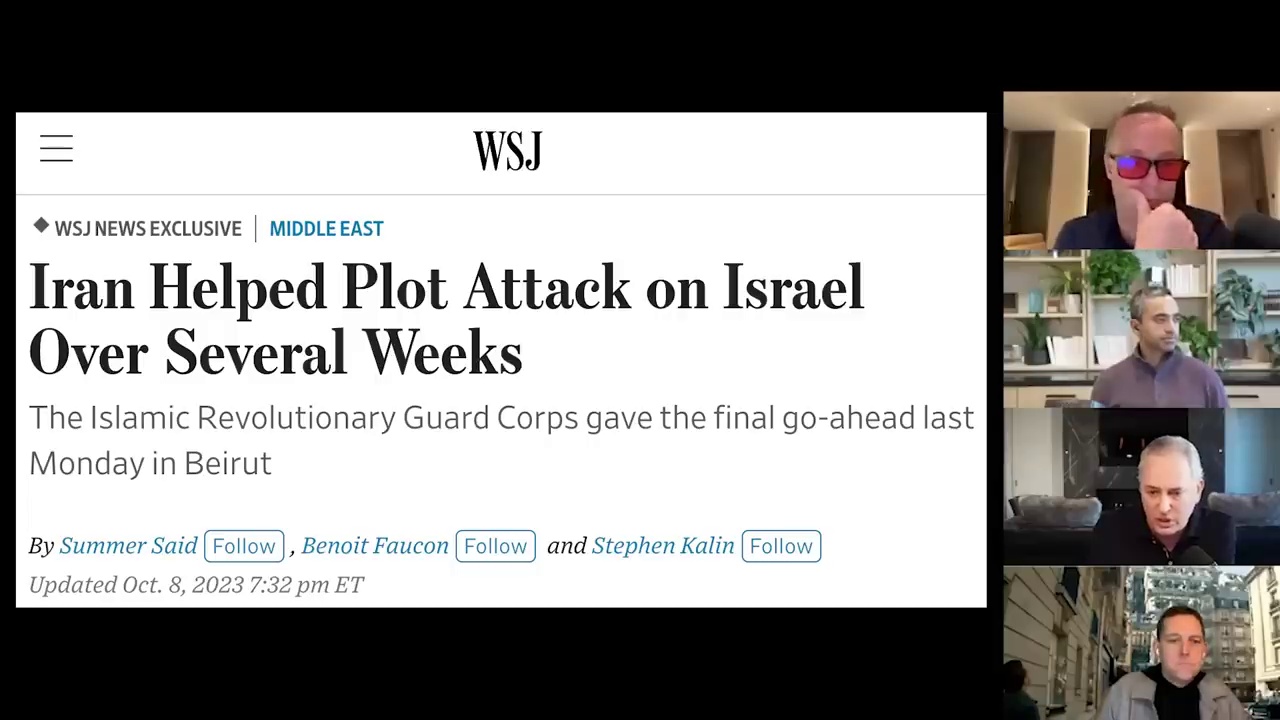 WSJ
WSJ NEWS EXCLUSIVE | MIDDLE EAST
Iran Helped Plot Attack on Israel
Over Several Weeks
The Islamic Revolutionary Guard Corps gave the final go-ahead last
Monday in Beirut
By Summer Said Follow , Benoit Faucon Follow and Stephen Kalin Follow
Updated Oct. 8, 2023 7:32 pm ET